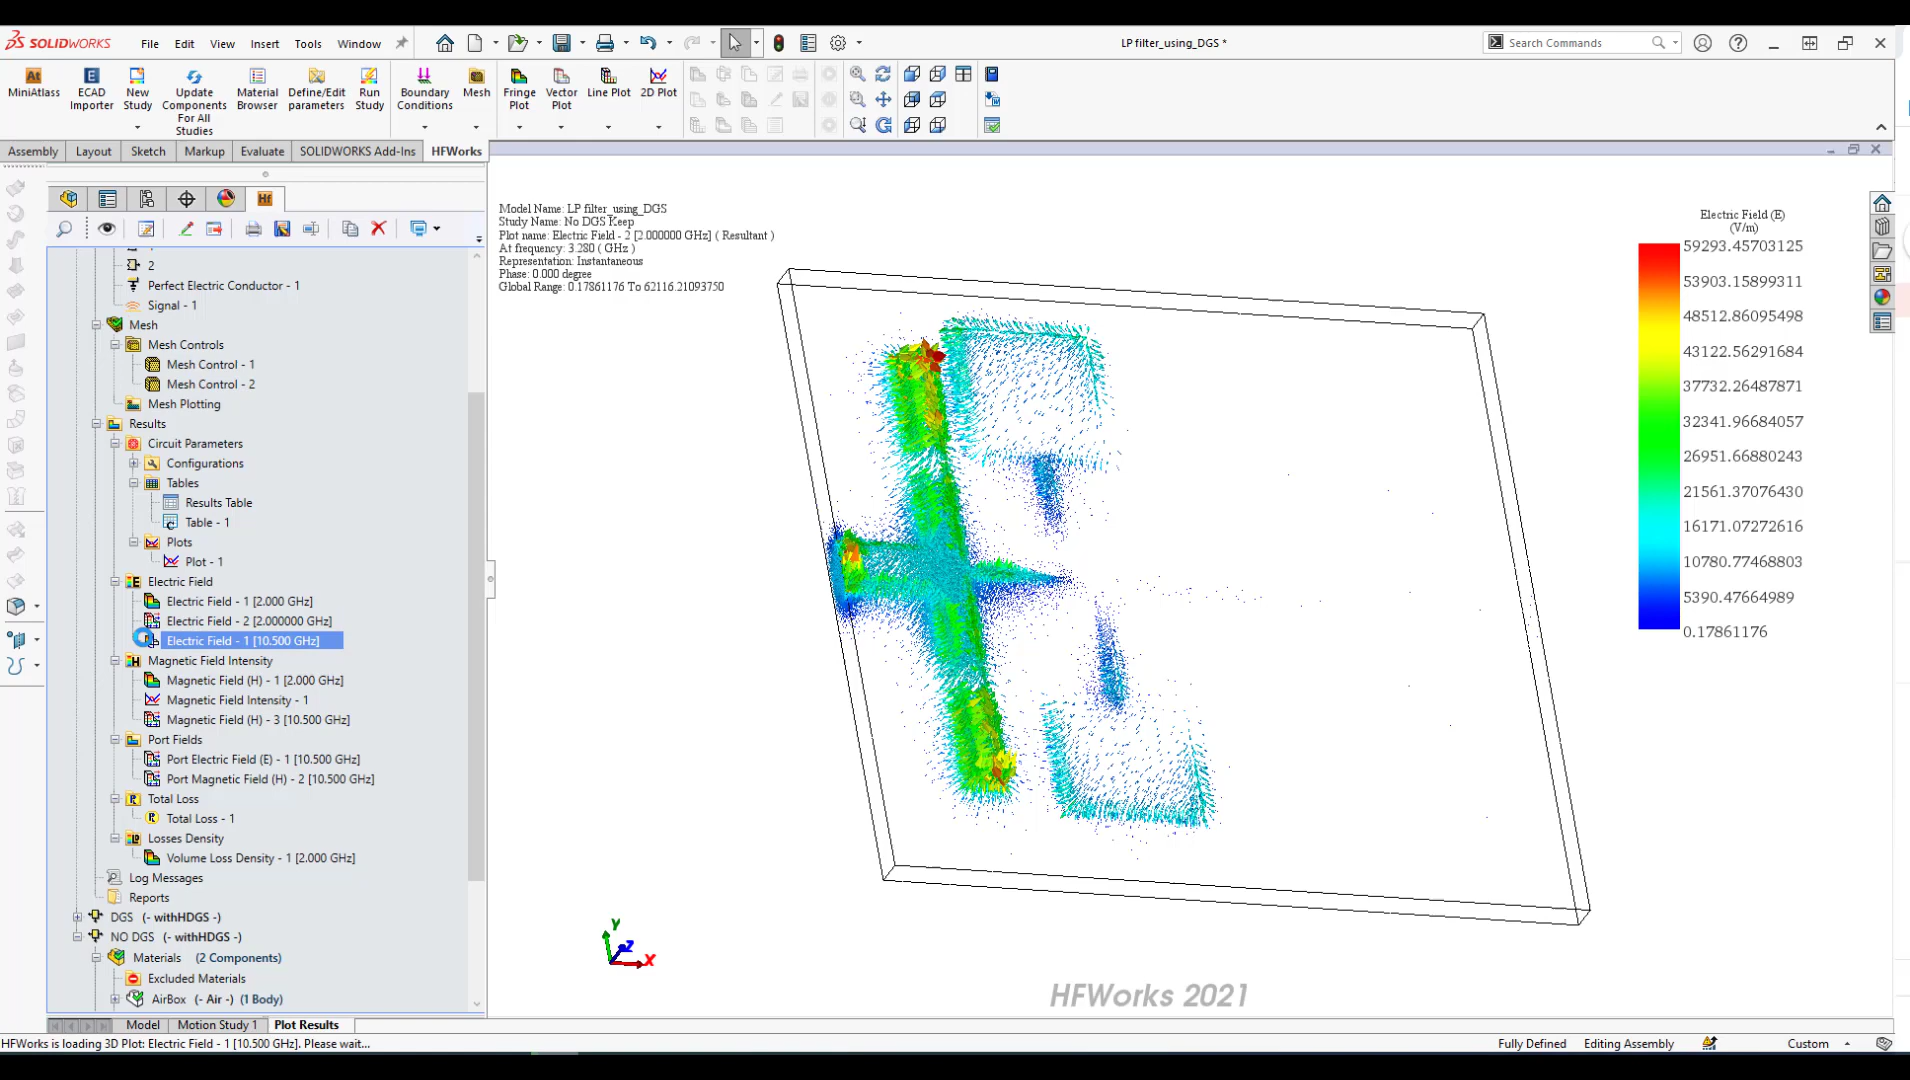 SOLIDWORKS
File Edit View Insert Tools Window
LP filter_using_DGS *
Search Commands
MiniAtlass
ECAD Importer
New Study
Update Components For All Studies
Material Browser
Define/Edit parameters
Run Study
Boundary Conditions
Mesh
Fringe Plot
Vector Plot
Line Plot
2D Plot
Assembly Layout Sketch Markup Evaluate SOLIDWORKS Add-Ins HFWorks
Model Name: LP filter_using_DGS
Study Name: No DGS Keep
Plot name: Electric Field - 2 [2.000000 GHz] ( Resultant )
At frequency: 3.280 ( GHz )
Representation: Instantaneous
Phase: 0.000 degree
Global Range: 0.17861176 To 62116.21093750
Electric Field (E)
(V/m)
59293.45703125
53903.15899311
48512.86095498
43122.56291684
37732.26487871
32341.96684057
26951.66880243
21561.37076430
16171.07272616
10780.77468803
5390.47664989
0.17861176
2
Perfect Electric Conductor - 1
Signal - 1
Mesh
Mesh Controls
Mesh Control - 1
Mesh Control - 2
Mesh Plotting
Results
Circuit Parameters
Configurations
Tables
Results Table
Table - 1
Plots
Plot - 1
Electric Field
Electric Field - 1 [2.000 GHz]
Electric Field - 2 [2.000000 GHz]
Electric Field - 1 [10.500 GHz]
Magnetic Field Intensity
Magnetic Field (H) - 1 [2.000 GHz]
Magnetic Field Intensity - 1
Magnetic Field (H) - 3 [10.500 GHz]
Port Fields
Port Electric Field (E) - 1 [10.500 GHz]
Port Magnetic Field (H) - 2 [10.500 GHz]
Total Loss
Total Loss - 1
Losses Density
Volume Loss Density - 1 [2.000 GHz]
Log Messages
Reports
DGS (- withHDGS -)
NO DGS (- withHDGS -)
Materials (2 Components)
Excluded Materials
AirBox (- Air -) (1 Body)
Y
Z
X
HFWorks 2021
Model Motion Study 1 Plot Results
HFWorks is loading 3D Plot: Electric Field - 1 [10.500 GHz]. Please wait...
Fully Defined Editing Assembly Custom